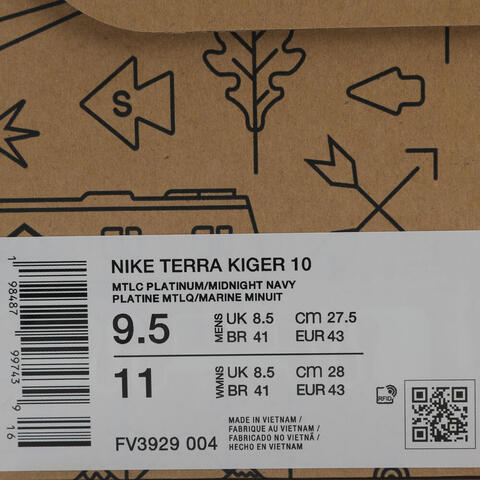 S
NIKE TERRA KIGER 10
MTLC PLATINUM/MIDNIGHT NAVY
PLATINE MTLQ/MARINE MINUIT
9.5 MENS UK 8.5 CM 27.5
BR 41 EUR 43
11 WMNS UK 8.5 CM 28
BR 41 EUR 43
RFID
MADE IN VIETNAM /
FABRIQUE AU VIETNAM /
FABRICADO NO VIETNÃ /
HECHO EN VIETNAM
FV3929 004
1 98487 99743 9 16